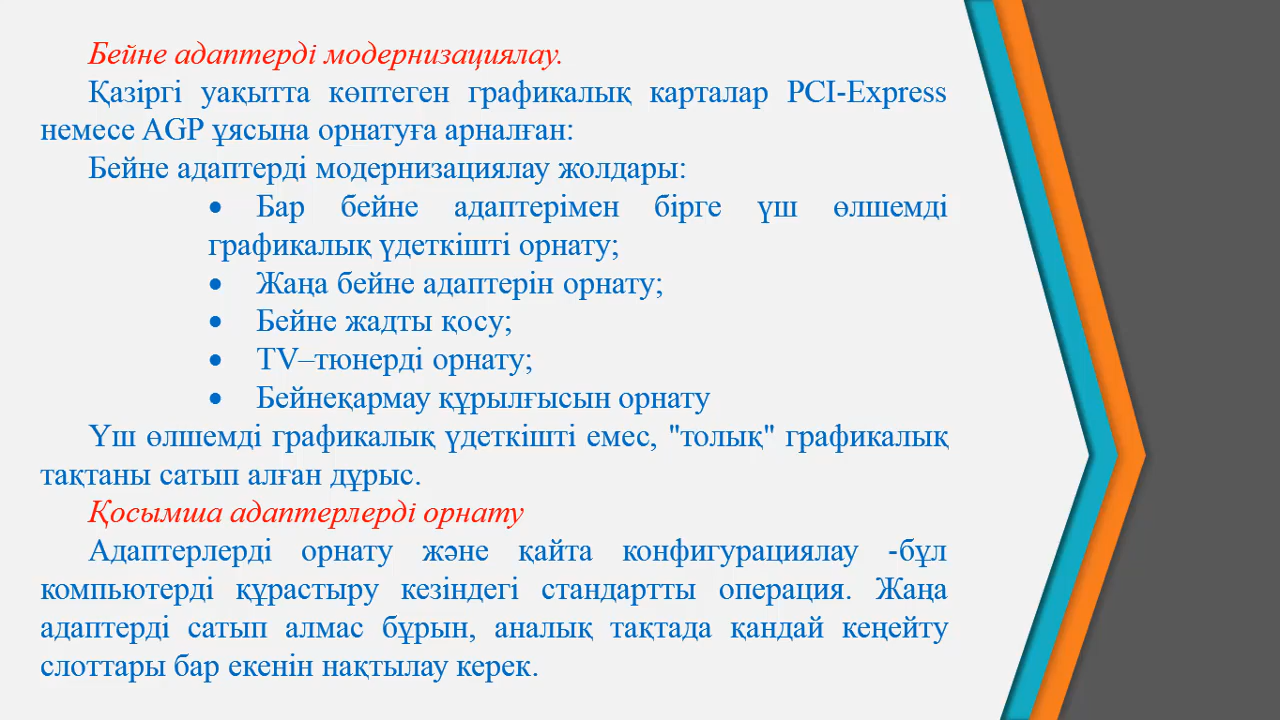 Бейне адаптерді модернизациялау.
Қазіргі уақытта көптеген графикалық карталар PCI-Express
немесе AGP ұясына орнатуға арналған:
Бейне адаптерді модернизациялау жолдары:
• Бар бейне адаптерімен бірге үш өлшемді
графикалық үдеткішті орнату;
• Жаңа бейне адаптерін орнату;
• Бейне жадты қосу;
• TV–тюнерді орнату;
• Бейнеқармау құрылғысын орнату
Үш өлшемді графикалық үдеткішті емес, "толық" графикалық
тақтаны сатып алған дұрыс.
Қосымша адаптерлерді орнату
Адаптерлерді орнату және қайта конфигурациялау -бұл
компьютерді құрастыру кезіндегі стандартты операция. Жаңа
адаптерді сатып алмас бұрын, аналық тақтада қандай кеңейту
слоттары бар екенін нақтылау керек.